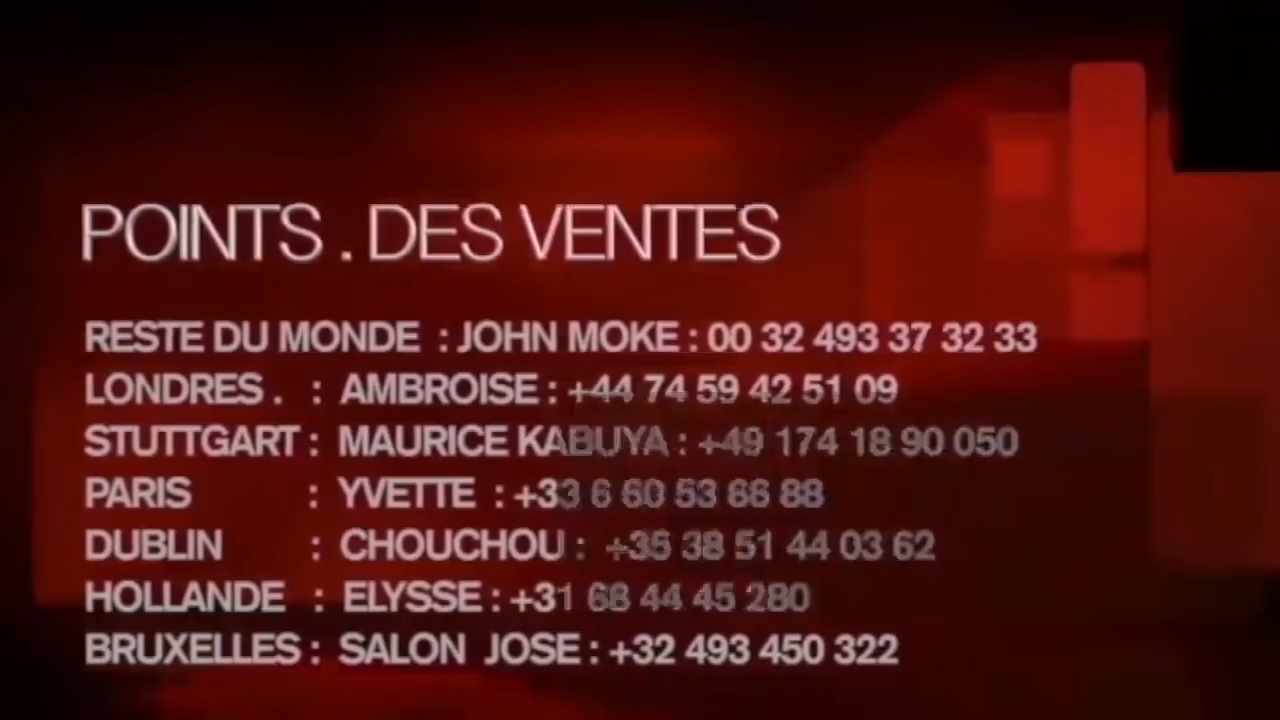 POINTS . DES VENTES
RESTE DU MONDE : JOHN MOKE : 00 32 493 37 32 33
LONDRES . : AMBROISE : +44 74 59 42 51 09
STUTTGART : MAURICE KABUYA : +49 174 18 90 050
PARIS : YVETTE : +33 6 60 53 66 88
DUBLIN : CHOUCHOU : +35 38 51 44 03 62
HOLLANDE : ELYSSE : +31 68 44 45 280
BRUXELLES : SALON JOSE : +32 493 450 322